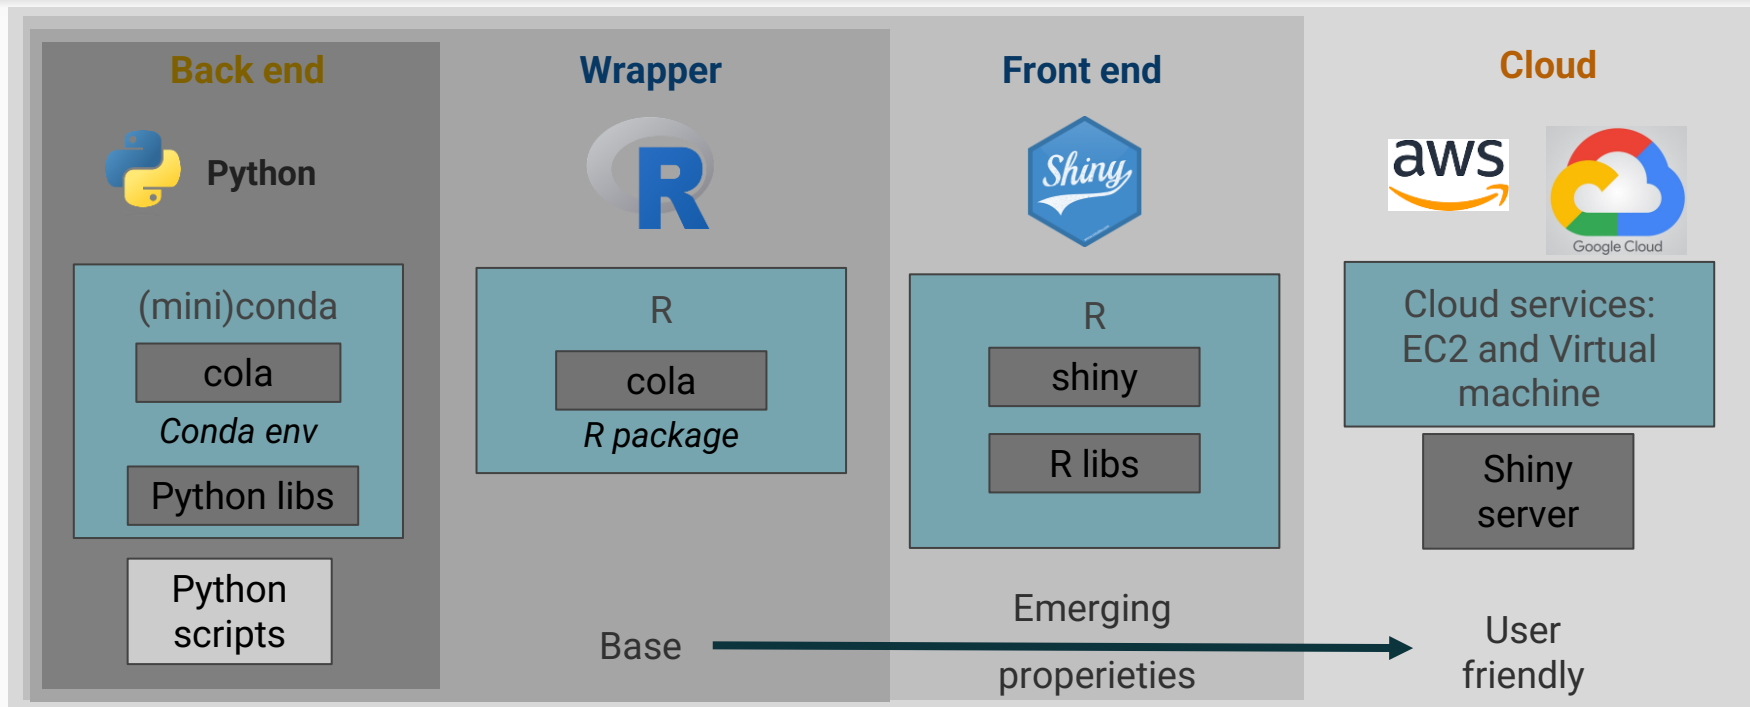 Back end
Python
(mini)conda
cola
Conda env
Python libs
Python
scripts
Wrapper
R
R
cola
R package
Base
Front end
Shiny
R
shiny
R libs
Emerging
properieties
Cloud
aws
Google Cloud
Cloud services:
EC2 and Virtual
machine
Shiny
server
User
friendly